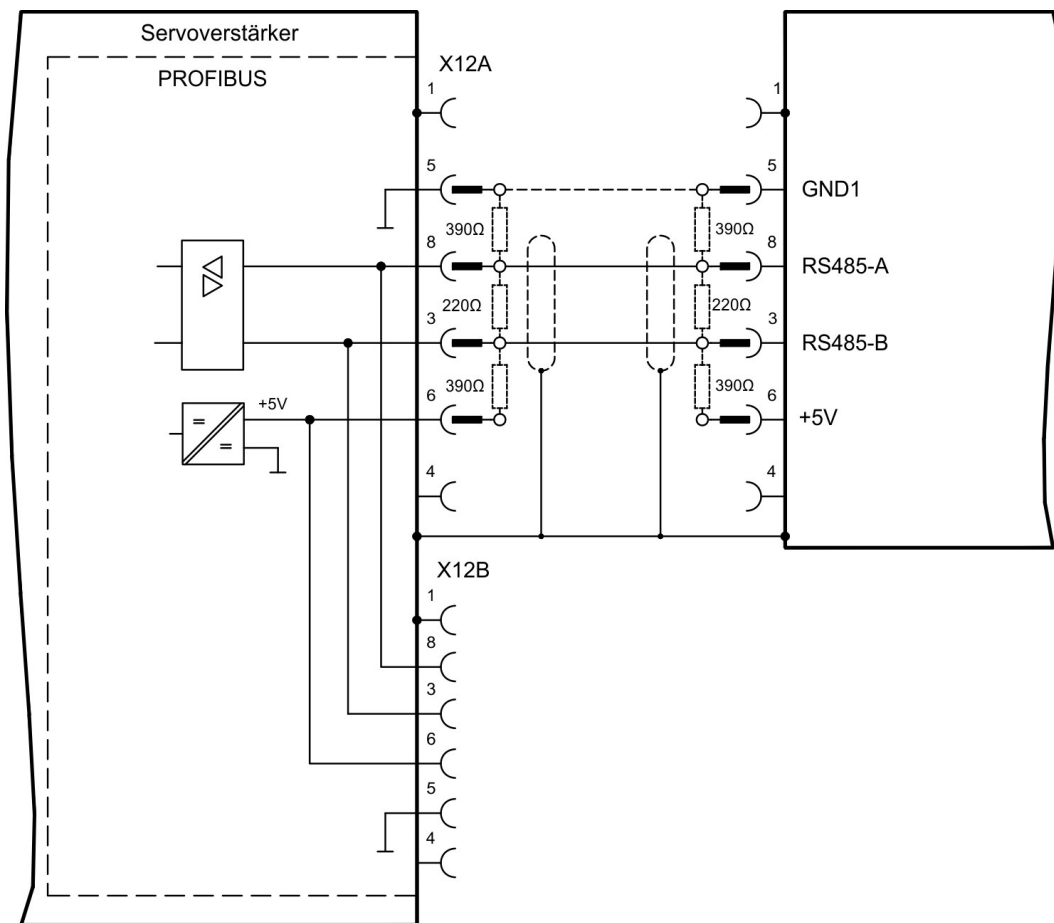 Servoverstärker
PROFIBUS
X12A
1
1
5
5
GND1
390Ω
390Ω
8
8
RS485-A
220Ω
220Ω
3
3
RS485-B
390Ω
390Ω
+5V
6
6
+5V
=
=
4
4
X12B
1
8
3
6
5
4